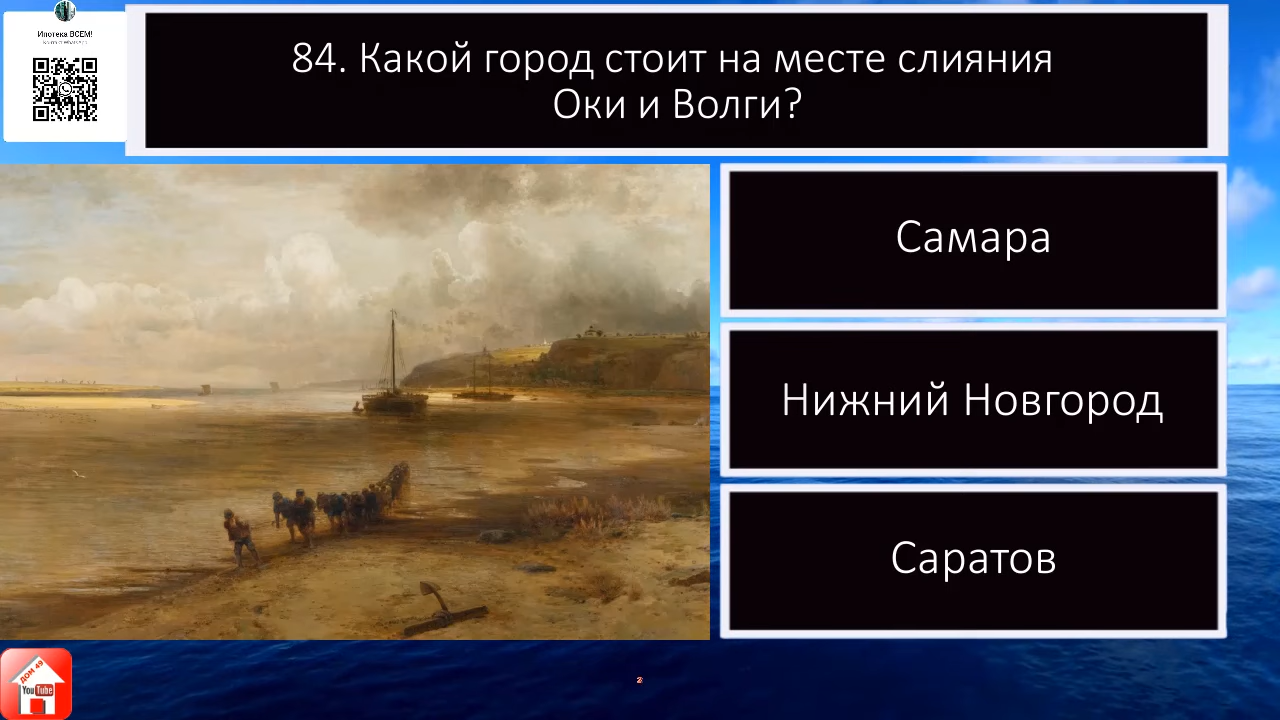 Ипотека ВСЕМ!
84. Какой город стоит на месте слияния
Оки и Волги?
Самара
Нижний Новгород
Саратов
ДОМ 49
YouTube